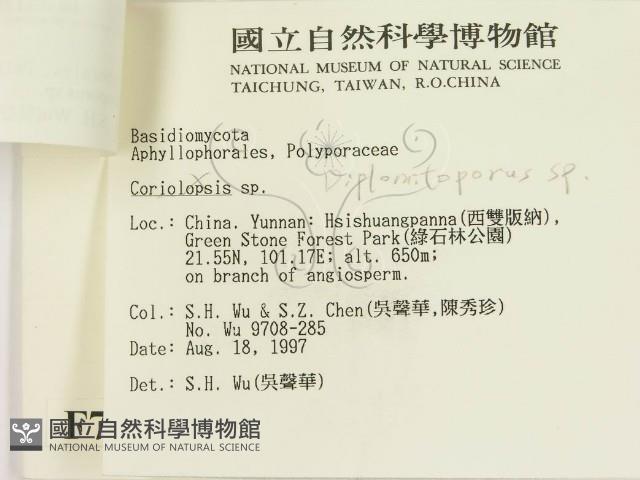 國立自然科學博物館
NATIONAL MUSEUM OF NATURAL SCIENCE
TAICHUNG, TAIWAN, R.O.CHINA
Basidiomycota
Aphyllophorales, Polyporaceae
Coriolopsis sp. Diplomitoporus sp.
Loc.: China. Yunnan: Hsishuangpanna(西雙版納),
Green Stone Forest Park(綠石林公園)
21.55N, 101.17E; alt. 650m;
on branch of angiosperm.
Col.: S.H. Wu & S.Z. Chen(吳聲華,陳秀珍)
No. Wu 9708-285
Date: Aug. 18, 1997
Det.: S.H. Wu(吳聲華)
F7
國立自然科學博物館
NATIONAL MUSEUM OF NATURAL SCIENCE